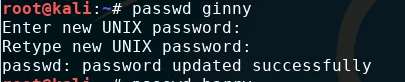 root@kali:~# passwd ginny
Enter new UNIX password:
Retype new UNIX password:
passwd: password updated successfully